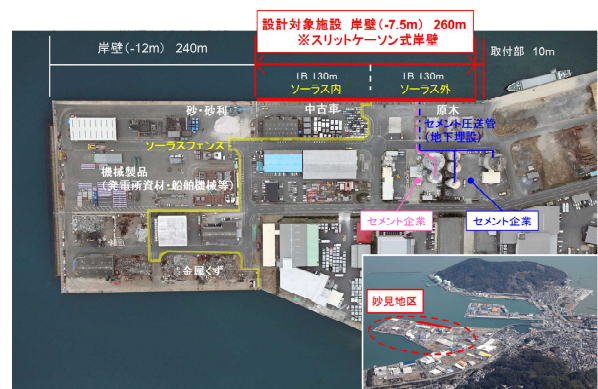 設計対象施設 岸壁(-7.5m) 260m
※スリットケーソン式岸壁
岸壁(-12m) 240m
取付部 10m
1B 130m
1B 130m
ソーラス内
ソーラス外
砂・砂利
中古車
原木
セメント圧送管
(地下埋設)
ソーラスフェンス
機械製品
(発電所資材・船舶機械等)
セメント企業
セメント企業
金属くず
妙見地区